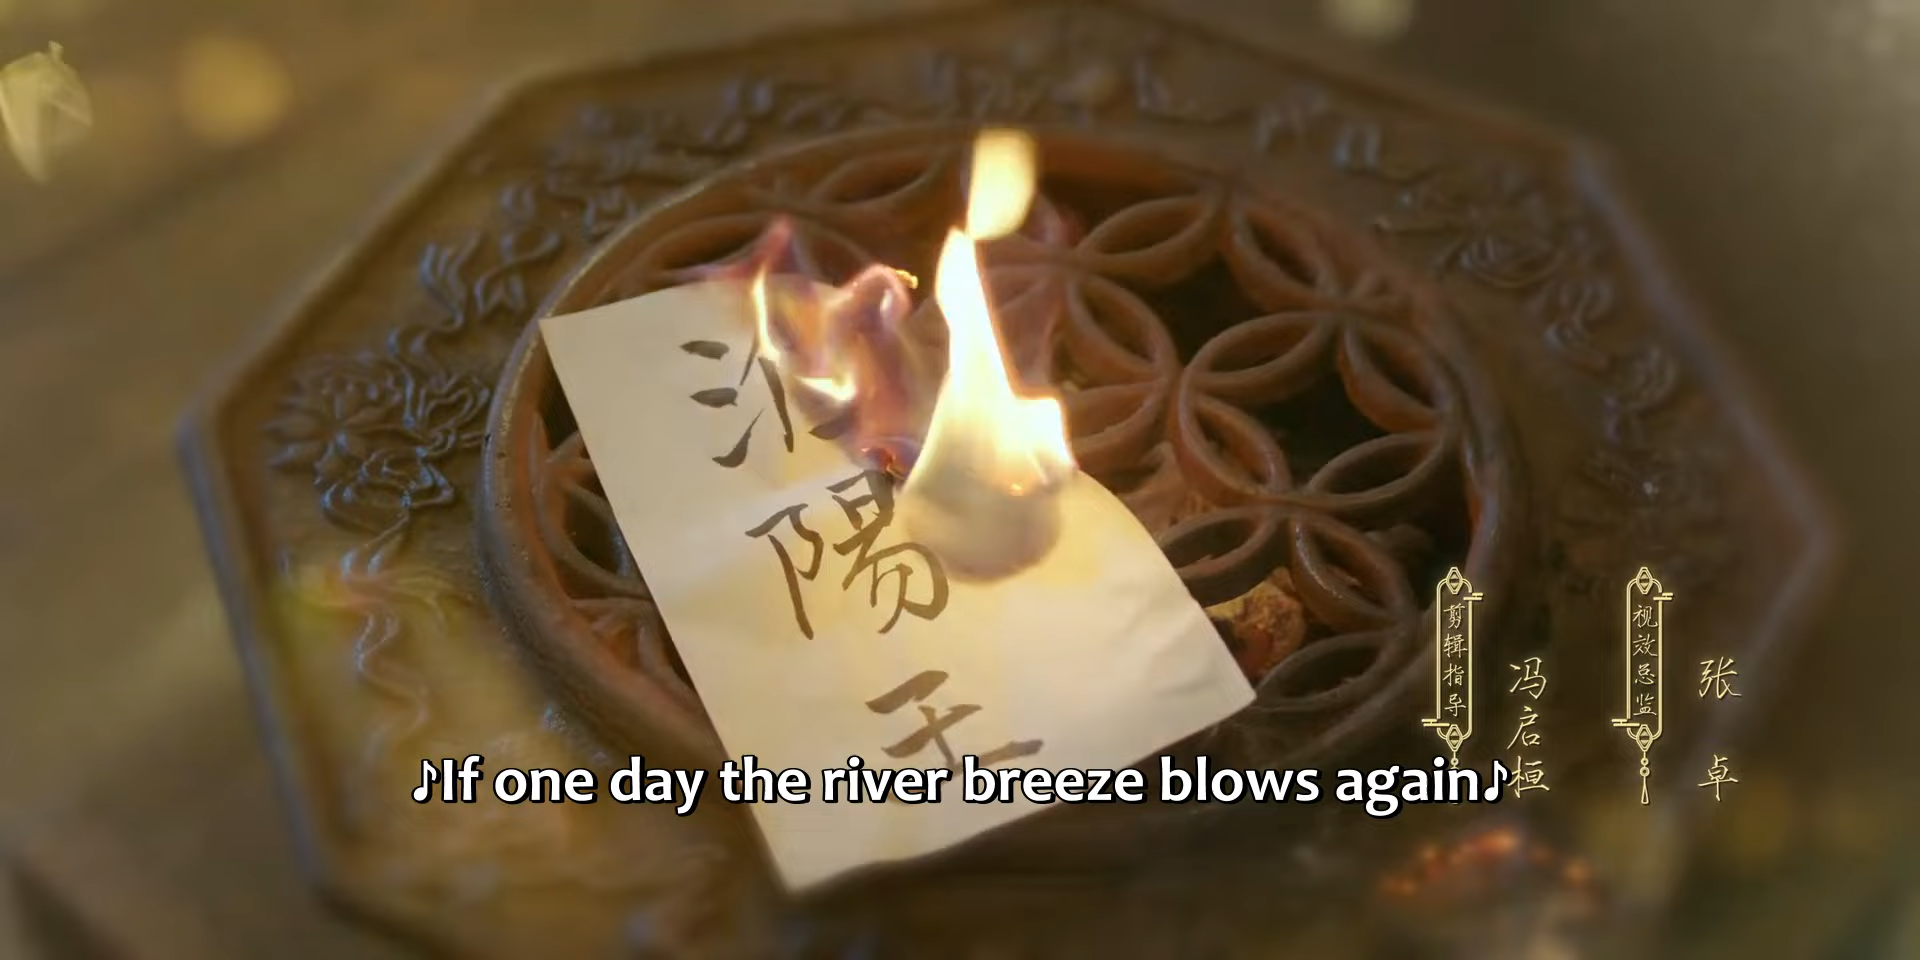 陽
王
♪If one day the river breeze blows again♪
剪辑指导
冯启桓
视效总监
张卓